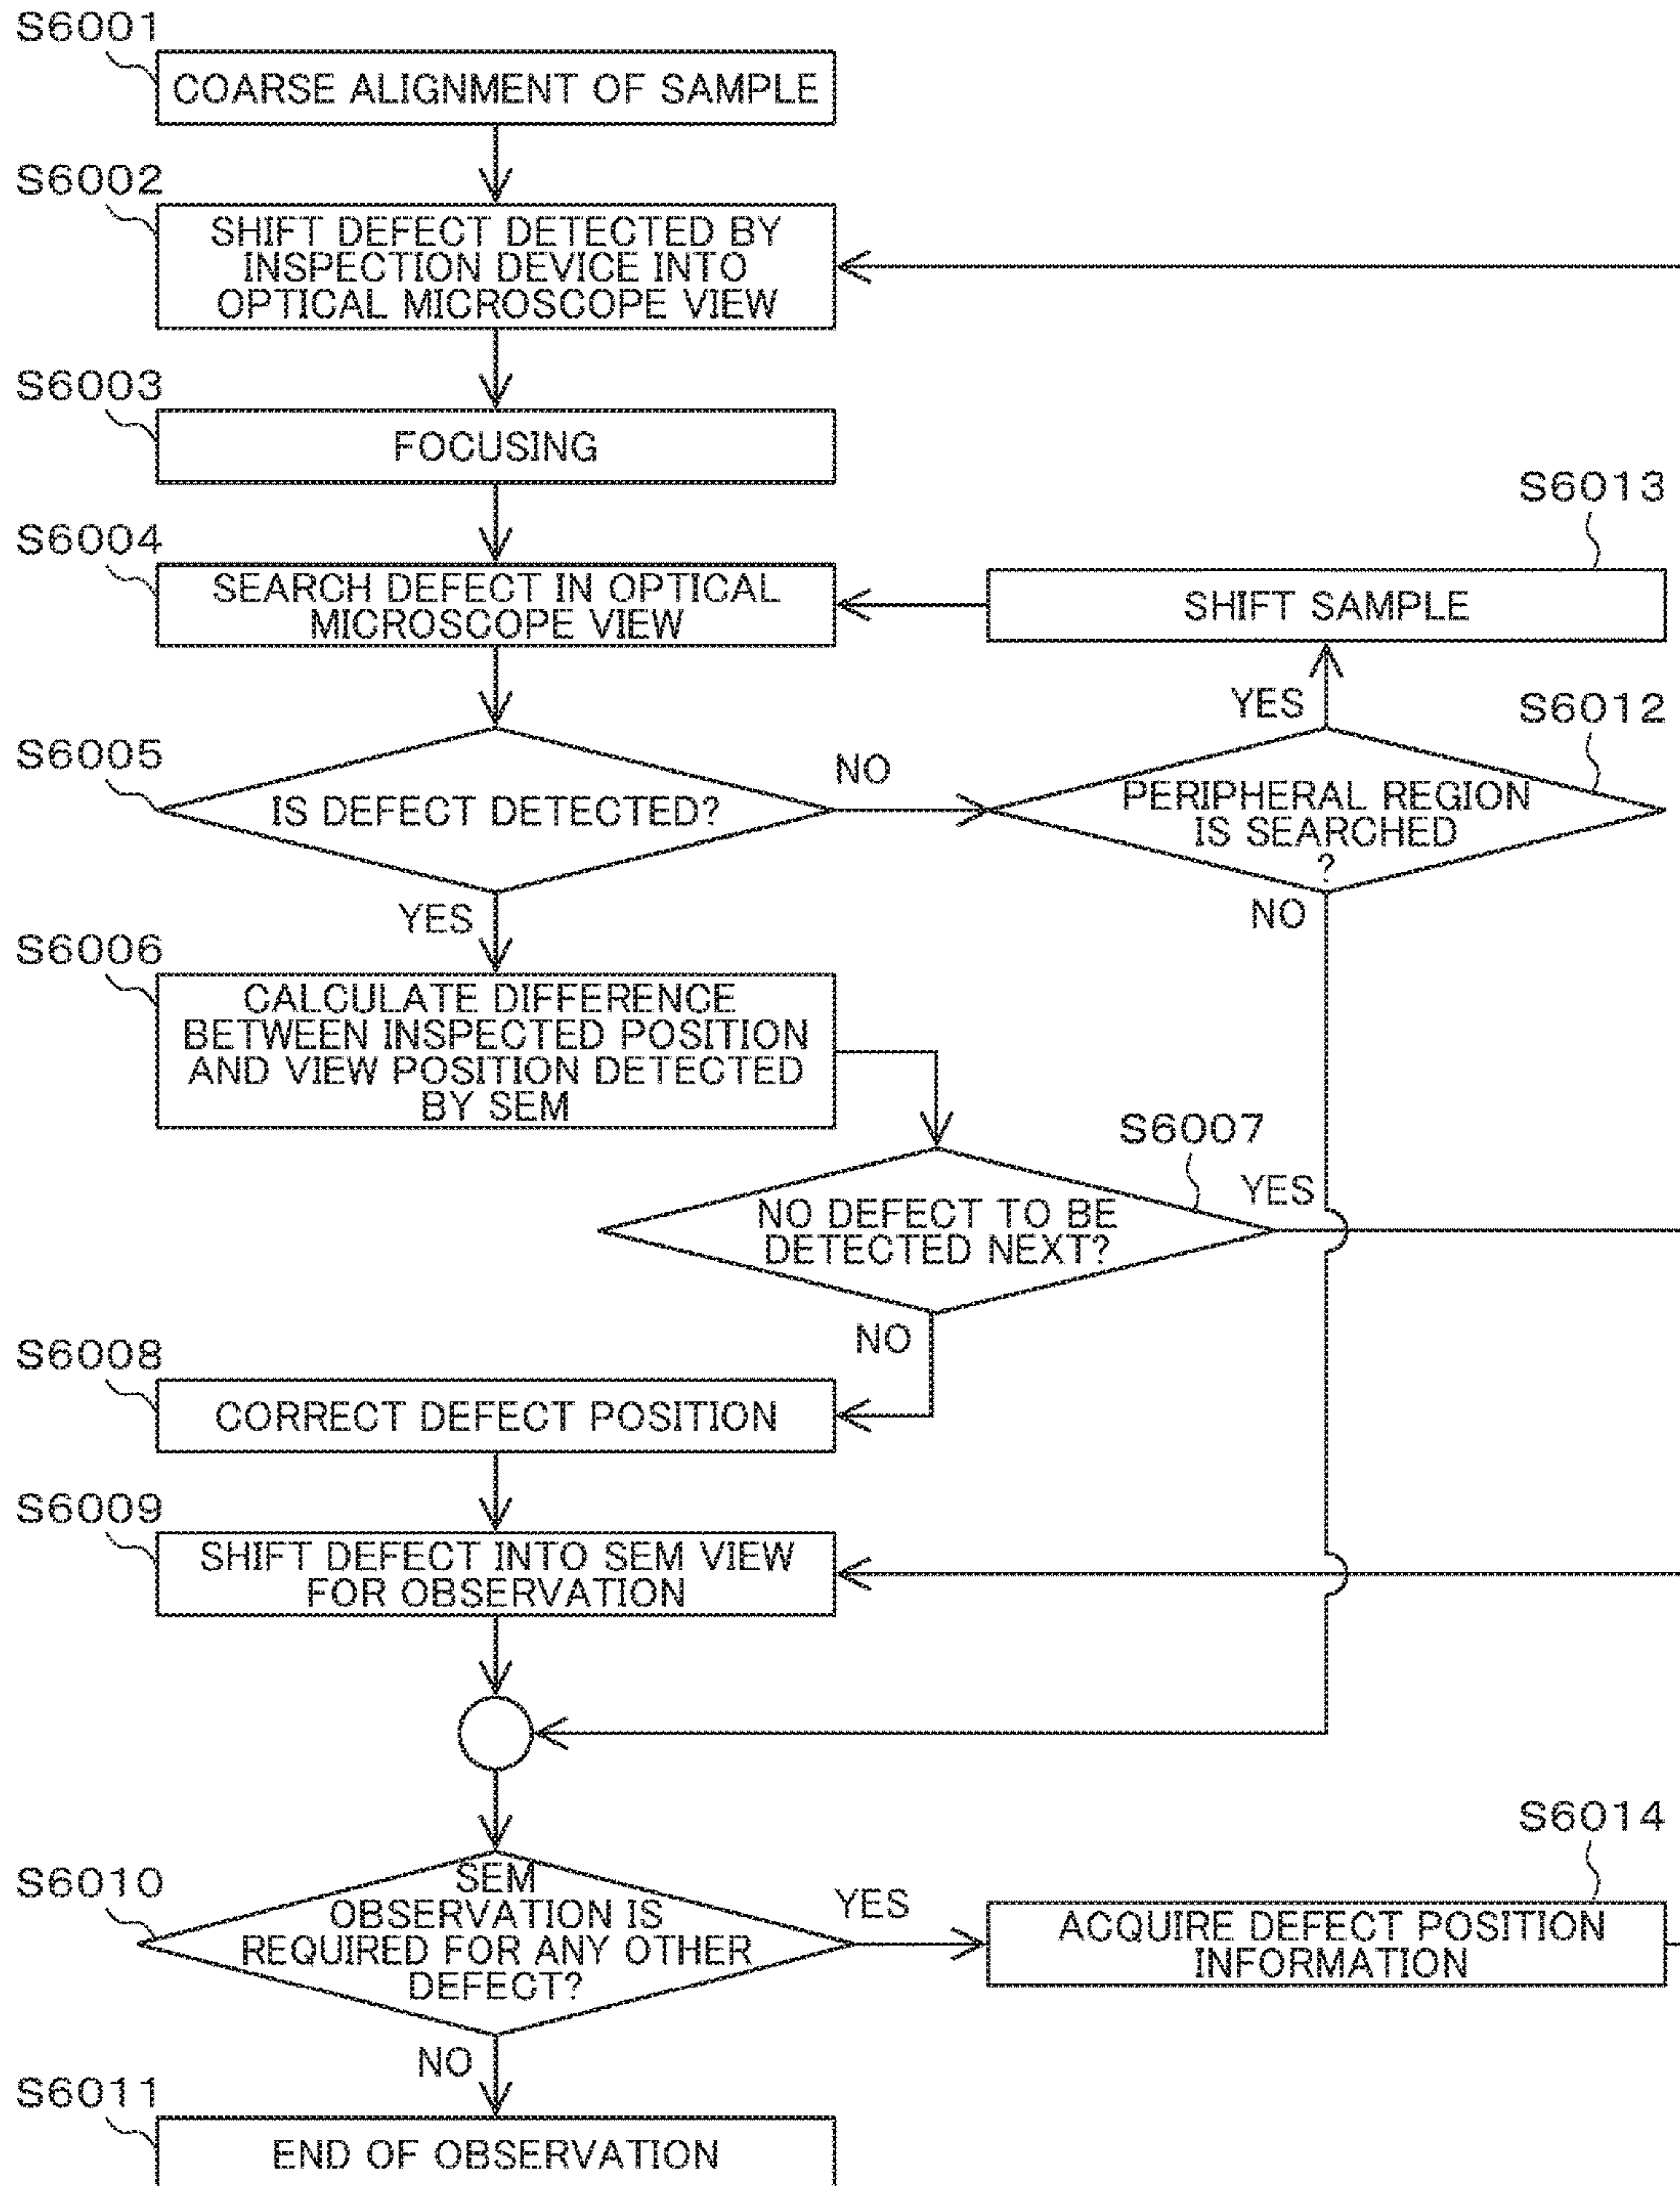 S6001
COARSE ALIGNMENT OF SAMPLE
S6002
SHIFT DEFECT DETECTED BY
INSPECTION DEVICE INTO
OPTICAL MICROSCOPE VIEW
S6003
FOCUSING
S6013
SHIFT SAMPLE
S6004
SEARCH DEFECT IN OPTICAL
MICROSCOPE VIEW
YES
S6012
S6005
IS DEFECT DETECTED?
NO
PERIPHERAL REGION
IS SEARCHED
?
YES
NO
S6006
CALCULATE DIFFERENCE
BETWEEN INSPECTED POSITION
AND VIEW POSITION DETECTED
BY SEM
S6007
YES
NO DEFECT TO BE
DETECTED NEXT?
NO
S6008
CORRECT DEFECT POSITION
S6009
SHIFT DEFECT INTO SEM VIEW
FOR OBSERVATION
S6014
S6010
SEM
OBSERVATION IS
REQUIRED FOR ANY OTHER
DEFECT?
YES
ACQUIRE DEFECT POSITION
INFORMATION
NO
S6011
END OF OBSERVATION